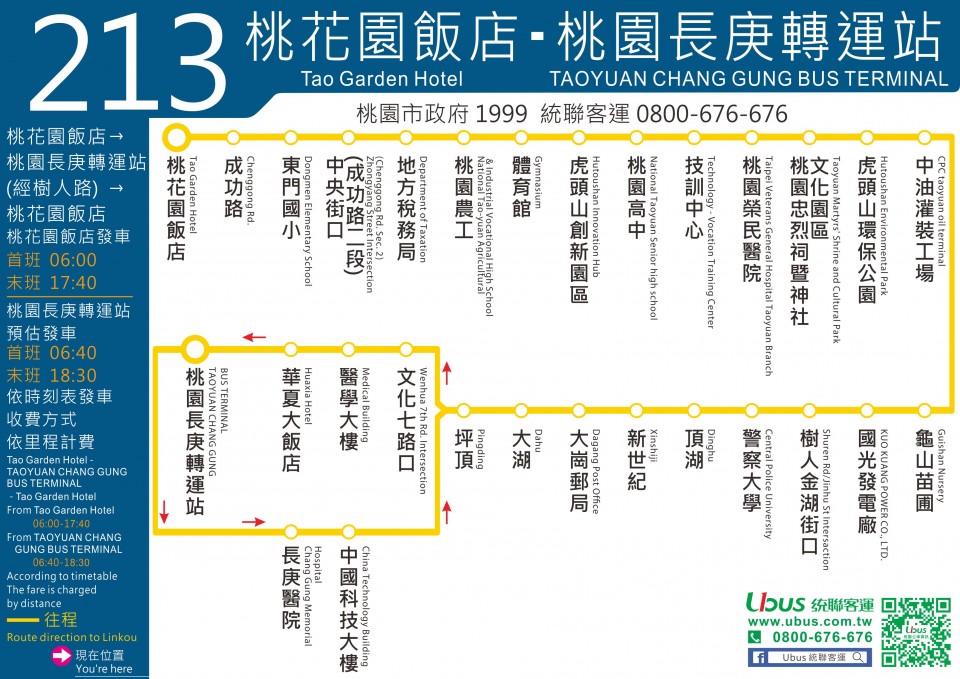 213
桃花園飯店-桃園長庚轉運站
Tao Garden Hotel
TAOYUAN CHANG GUNG BUS TERMINAL
桃園市政府 1999 統聯客運 0800-676-676
桃花園飯店→
桃園長庚轉運站
(經樹人路) →
桃花園飯店
桃花園飯店發車
首班 06:00
末班 17:40
桃園長庚轉運站
預估發車
首班 06:40
末班 18:30
依時刻表發車
收費方式
依里程計費
Tao Garden Hotel -
TAOYUAN CHANG GUNG
BUS TERMINAL
- Tao Garden Hotel
From Tao Garden Hotel
06:00-17:40
From TAOYUAN CHANG
GUNG BUS TERMINAL
06:40-18:30
According to timetable
The fare is charged
by distance
往程
Route direction to Linkou
現在位置
You're here
桃花園飯店
Tao Garden Hotel
成功路
Chenggong Rd.
東門國小
Dongmen Elementary School
中央街口
(成功路二段)
Zhongyang Street Intersection
(Chenggong Rd. Sec. 2)
地方稅務局
Department of Taxation
桃園農工
National Tao-yuan Agricultural
& Industrial Vocational High School
體育館
Gymnasium
虎頭山創新園區
Hutoushan Innovation Hub
桃園高中
National Taoyuan Senior high school
技訓中心
Technology - Vocation Training Center
桃園榮民醫院
Taipei Veterans General Hospital Taoyuan Branch
桃園忠烈祠暨神社
文化園區
Taoyuan Martyrs' Shrine and Cultural Park
虎頭山環保公園
Hutoushan Environmental Park
中油灌裝工場
CPC taoyuan oil terminal
龜山苗圃
Guishan Nursery
國光發電廠
KUO KUANG POWER CO., LTD.
樹人金湖街口
Shuren Rd/Jinhu St Intersaction
警察大學
Central Police University
頂湖
Dinghu
新世紀
Xinshiji
大崗郵局
Dagang Post Office
大湖
Dahu
坪頂
Pingding
文化七路口
Wenhua 7th Rd. Intersection
醫學大樓
Medical Building
華夏大飯店
Huaxia Hotel
桃園長庚轉運站
TAOYUAN CHANG GUNG
BUS TERMINAL
長庚醫院
Chang Gung Memorial
Hospital
中國科技大樓
China Technology Building
Ubus 統聯客運
www.ubus.com.tw
0800-676-676
f Ubus 統聯客運
Ubus